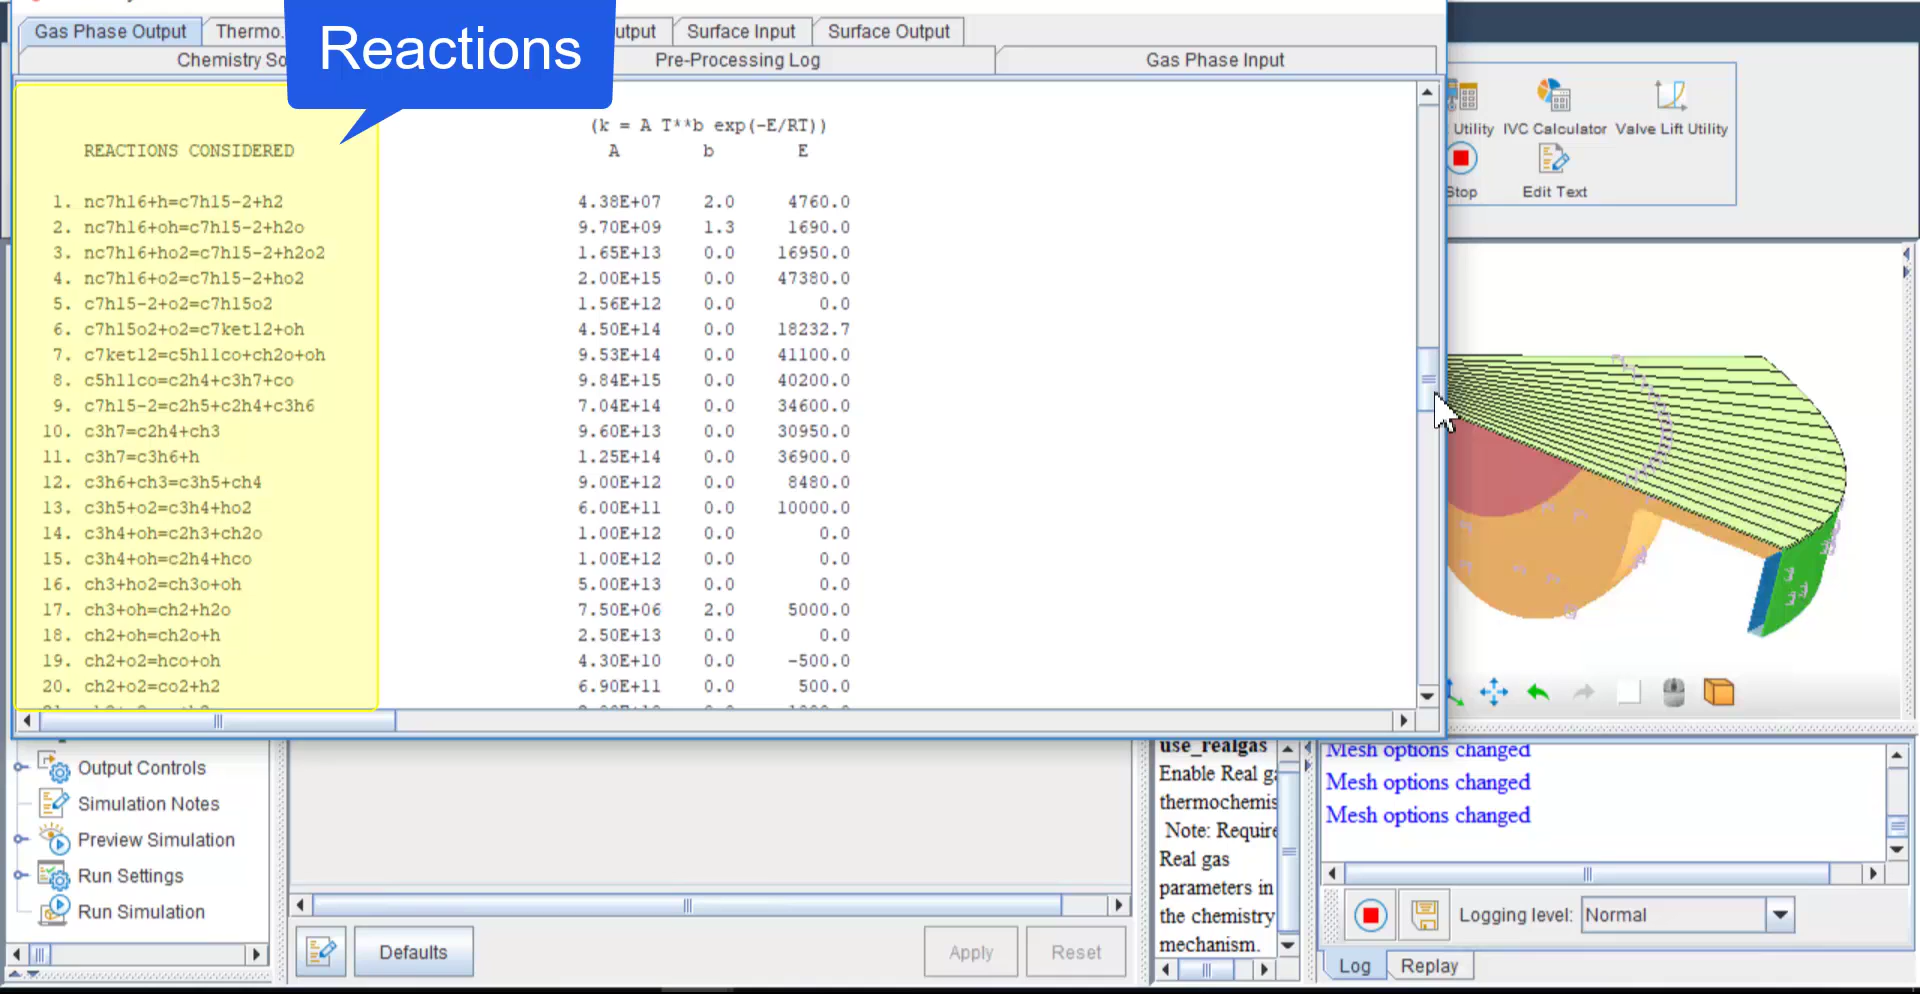 Reactions
Gas Phase Output
Thermo.
utput
Surface Input
Surface Output
Chemistry So
Pre-Processing Log
Gas Phase Input
(k = A T**b exp(-E/RT))
REACTIONS CONSIDERED A b E
1. nc7h16+h=c7h15-2+h2 4.38E+07 2.0 4760.0
2. nc7h16+oh=c7h15-2+h2o 9.70E+09 1.3 1690.0
3. nc7h16+ho2=c7h15-2+h2o2 1.65E+13 0.0 16950.0
4. nc7h16+o2=c7h15-2+ho2 2.00E+15 0.0 47380.0
5. c7h15-2+o2=c7h15o2 1.56E+12 0.0 0.0
6. c7h15o2+o2=c7ket12+oh 4.50E+14 0.0 18232.7
7. c7ket12=c5h11co+ch2o+oh 9.53E+14 0.0 41100.0
8. c5h11co=c2h4+c3h7+co 9.84E+15 0.0 40200.0
9. c7h15-2=c2h5+c2h4+c3h6 7.04E+14 0.0 34600.0
10. c3h7=c2h4+ch3 9.60E+13 0.0 30950.0
11. c3h7=c3h6+h 1.25E+14 0.0 36900.0
12. c3h6+ch3=c3h5+ch4 9.00E+12 0.0 8480.0
13. c3h5+o2=c3h4+ho2 6.00E+11 0.0 10000.0
14. c3h4+oh=c2h3+ch2o 1.00E+12 0.0 0.0
15. c3h4+oh=c2h4+hco 1.00E+12 0.0 0.0
16. ch3+ho2=ch3o+oh 5.00E+13 0.0 0.0
17. ch3+oh=ch2+h2o 7.50E+06 2.0 5000.0
18. ch2+oh=ch2o+h 2.50E+13 0.0 0.0
19. ch2+o2=hco+oh 4.30E+10 0.0 -500.0
20. ch2+o2=co2+h2 6.90E+11 0.0 500.0
Utility
IVC Calculator
Valve Lift Utility
Stop
Edit Text
Output Controls
Simulation Notes
Preview Simulation
Run Settings
Run Simulation
Defaults
Apply
Reset
use_realgas
Enable Real ga
thermochemis
Note: Require
Real gas
parameters in
the chemistry
mechanism.
Mesh options changed
Mesh options changed
Mesh options changed
Logging level: Normal
Log
Replay